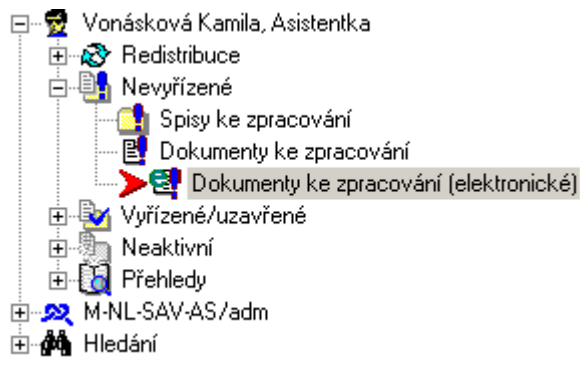 Vonásková Kamila, Asistentka
Redistribuce
Nevyřízené
Spisy ke zpracování
Dokumenty ke zpracování
Dokumenty ke zpracování (elektronické)
Vyřízené/uzavřené
Neaktivní
Přehledy
M-NL-SAV-AS/adm
Hledání